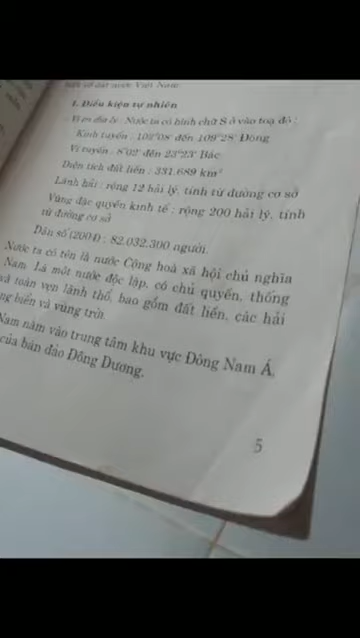 đất nước Việt Nam
I. Điều kiện tự nhiên
Vị trí địa lý : Nước ta có hình chữ S ở vào toạ độ :
Kinh tuyến : 102°08' đến 109°28' Đông
Vĩ tuyến : 8°02' đến 23°23' Bắc
Diện tích đất liền : 331.689 km²
Lãnh hải : rộng 12 hải lý, tính từ đường cơ sở
Vùng đặc quyền kinh tế : rộng 200 hải lý, tính
từ đường cơ sở
Dân số (2004) : 82.032.300 người.
Nước ta có tên là nước Cộng hoà xã hội chủ nghĩa
Nam. Là một nước độc lập, có chủ quyền, thống
và toàn vẹn lãnh thổ, bao gồm đất liền, các hải
biển và vùng trời.
Nam nằm vào trung tâm khu vực Đông Nam Á,
của bán đảo Đông Dương.
5